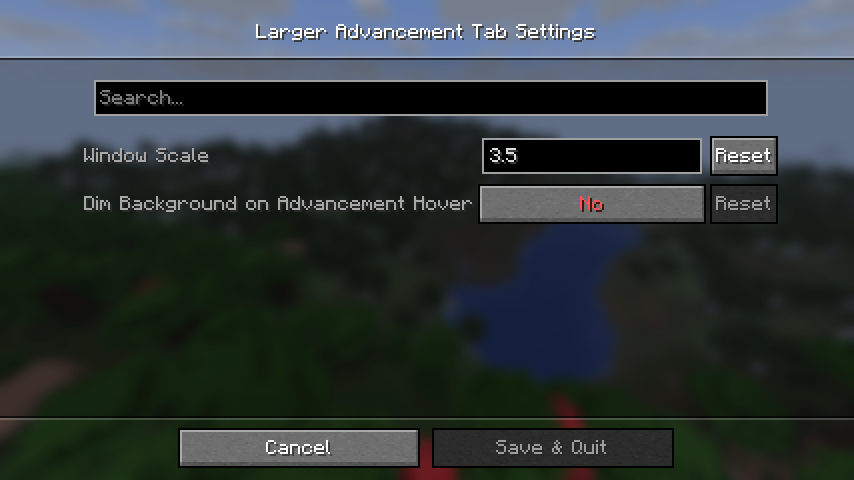 Larger Advancement Tab Settings
Search...
Window Scale 3.5 Reset
Dim Background on Advancement Hover No Reset
Cancel Save & Quit